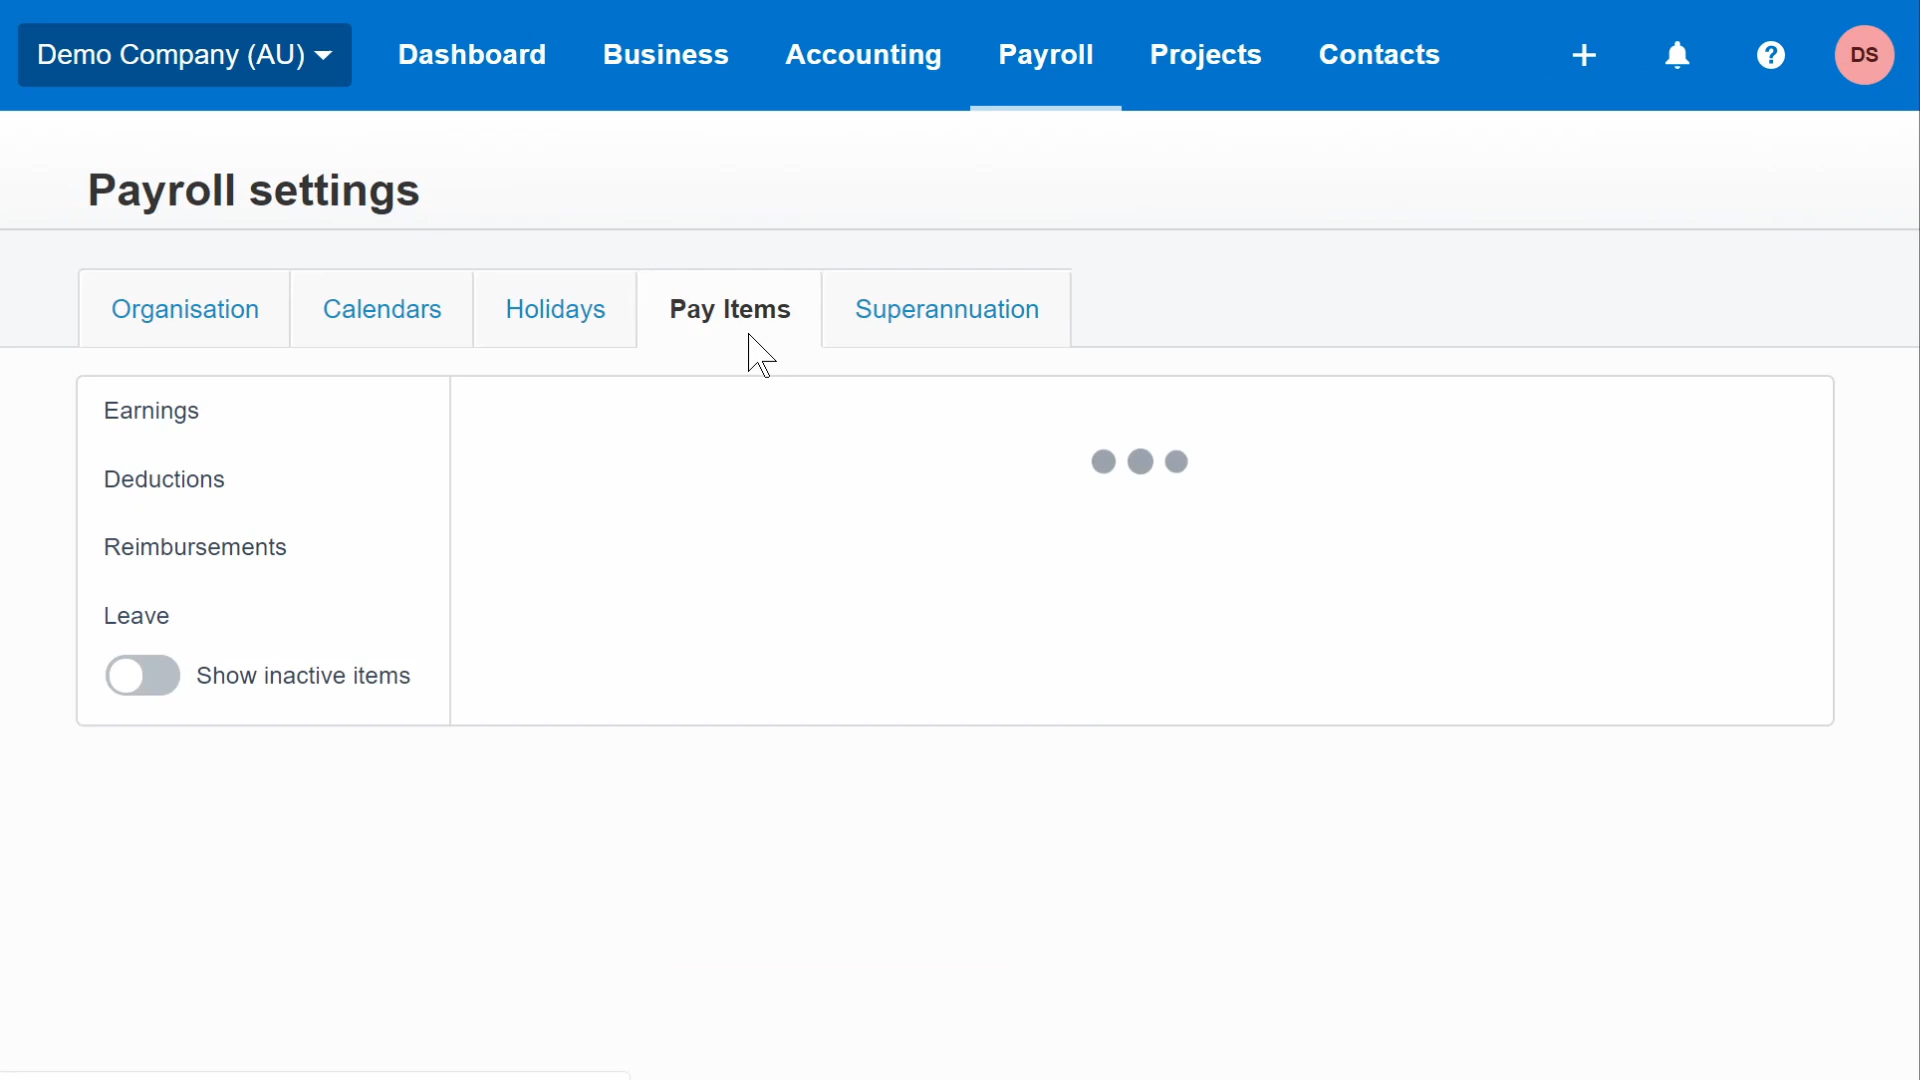 Demo Company (AU) Dashboard Business Accounting Payroll Projects Contacts + ? DS
Payroll settings
Organisation Calendars Holidays Pay Items Superannuation
Earnings
Deductions
Reimbursements
Leave
Show inactive items